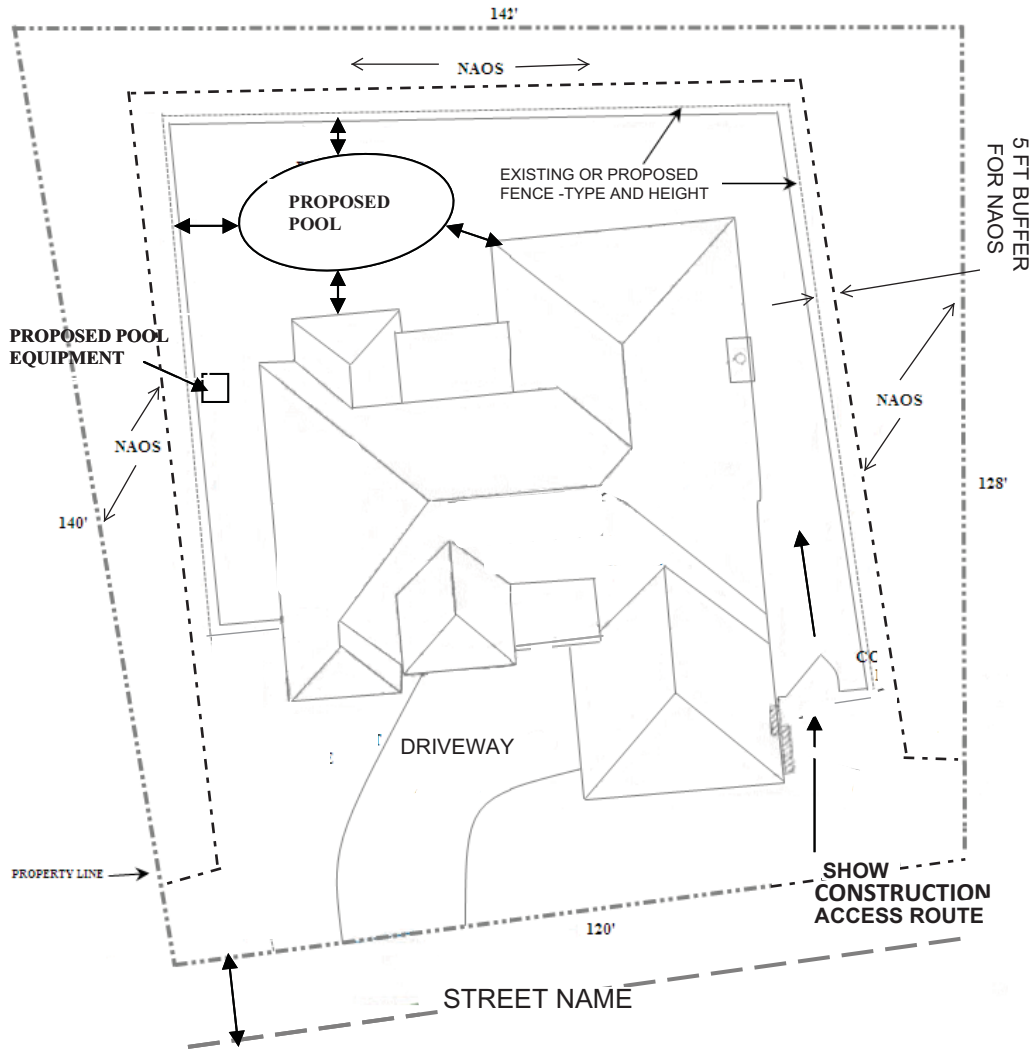 142'
NAOS
EXISTING OR PROPOSED
FENCE -TYPE AND HEIGHT
5 FT BUFFER
FOR NAOS
PROPOSED
POOL
PROPOSED POOL
EQUIPMENT
NAOS
NAOS
140'
128'
DRIVEWAY
PROPERTY LINE
SHOW
CONSTRUCTION
ACCESS ROUTE
120'
STREET NAME